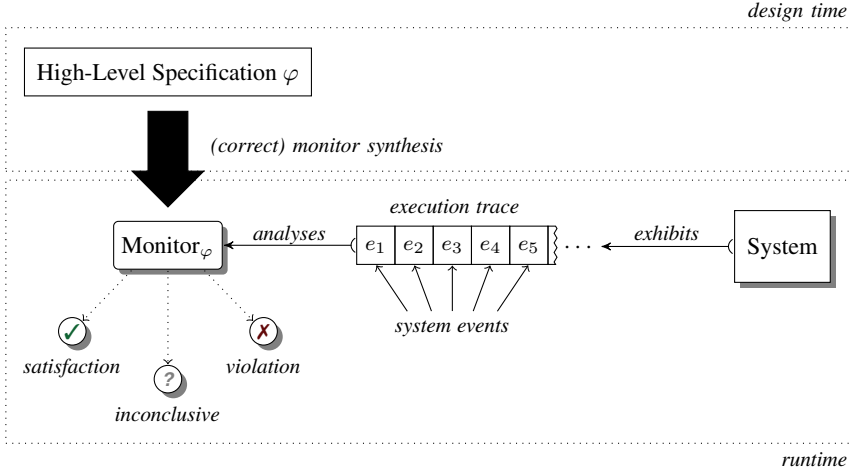 design time
High-Level Specification φ
(correct) monitor synthesis
execution trace
Monitorφ
analyses
e1 e2 e3 e4 e5 ...
exhibits
System
system events
✓
✗
satisfaction
violation
?
inconclusive
runtime